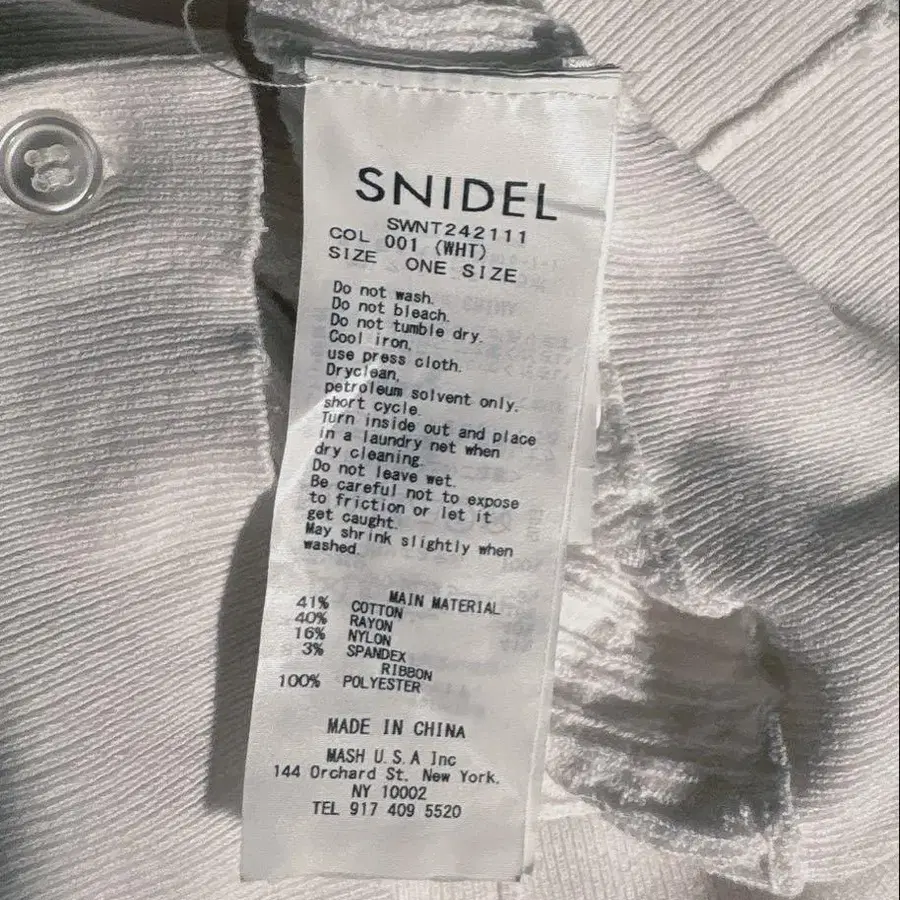 SNIDEL
SWNT242111
COL 001 (WHT)
SIZE ONE SIZE
Do not wash.
Do not bleach.
Do not tumble dry.
Cool iron,
use press cloth.
Dryclean,
petroleum solvent only.
short cycle.
Turn inside out and place
in a laundry net when
dry cleaning.
Do not leave wet.
Be careful not to expose
to friction or let it
get caught.
May shrink slightly when
washed.
MAIN MATERIAL
41% COTTON
40% RAYON
16% NYLON
3% SPANDEX
RIBBON
100% POLYESTER
MADE IN CHINA
MASH U.S.A Inc
144 Orchard St. New York.
NY 10002
TEL 917 409 5520